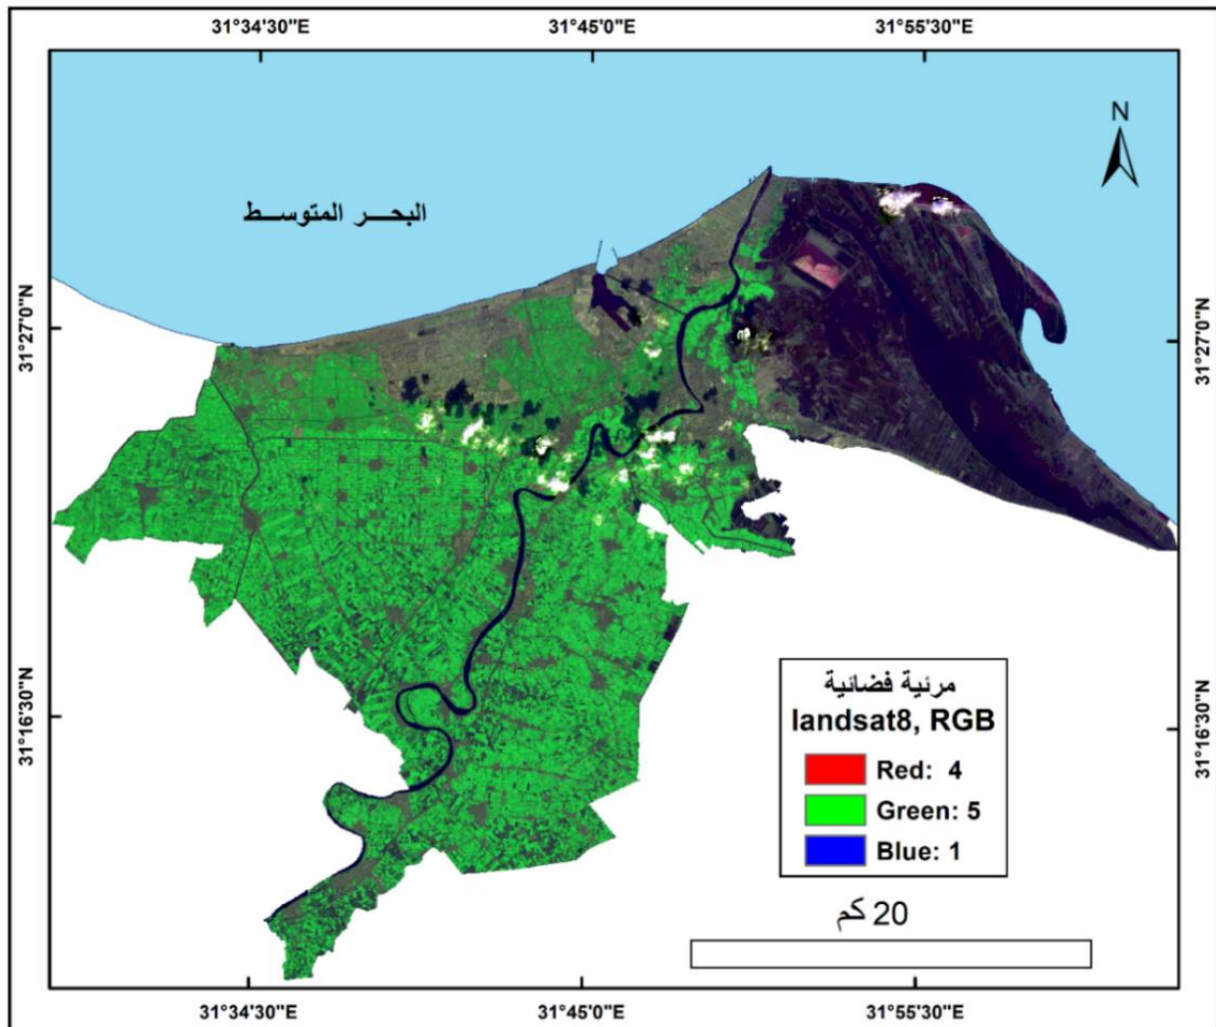 31°34'30"E 31°45'0"E 31°55'30"E
N
البحـــر المتوســـط
31°27'0"N 31°27'0"N
31°16'30"N 31°16'30"N
مرئية فضائية
landsat8, RGB
Red: 4
Green: 5
Blue: 1
20 كم
31°34'30"E 31°45'0"E 31°55'30"E